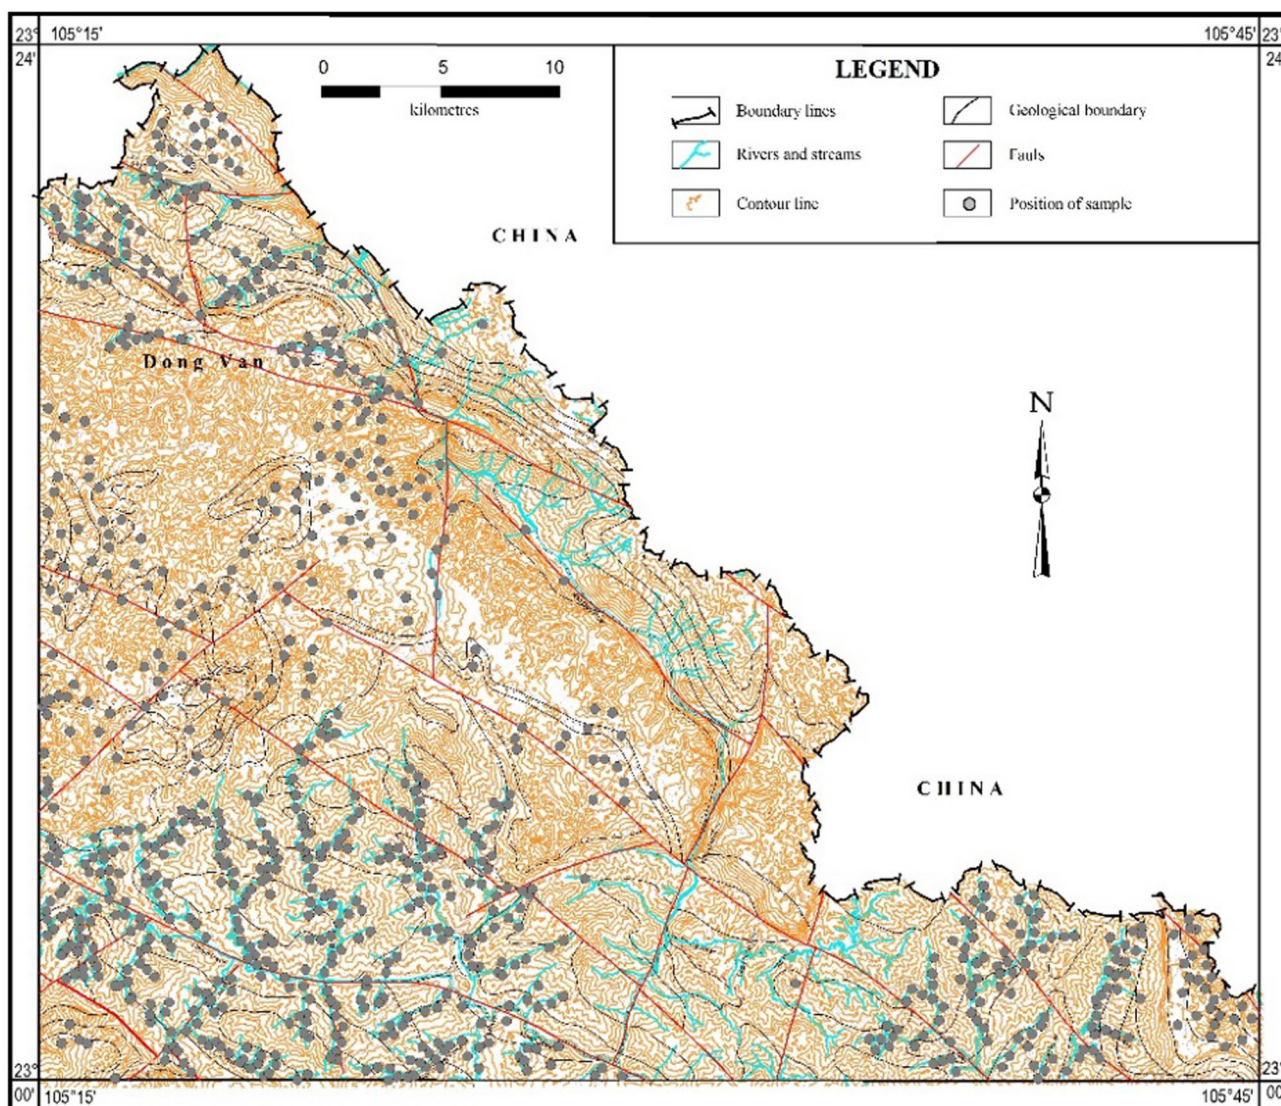 23° 105°15' 105°45' 23°
24' 24'
0 5 10
kilometres
LEGEND
Boundary lines
Geological boundary
Rivers and streams
Fauls
Contour line
Position of sample
CHINA
Dong Van
N
CHINA
23° 23°
00' 105°15' 105°45' 00'